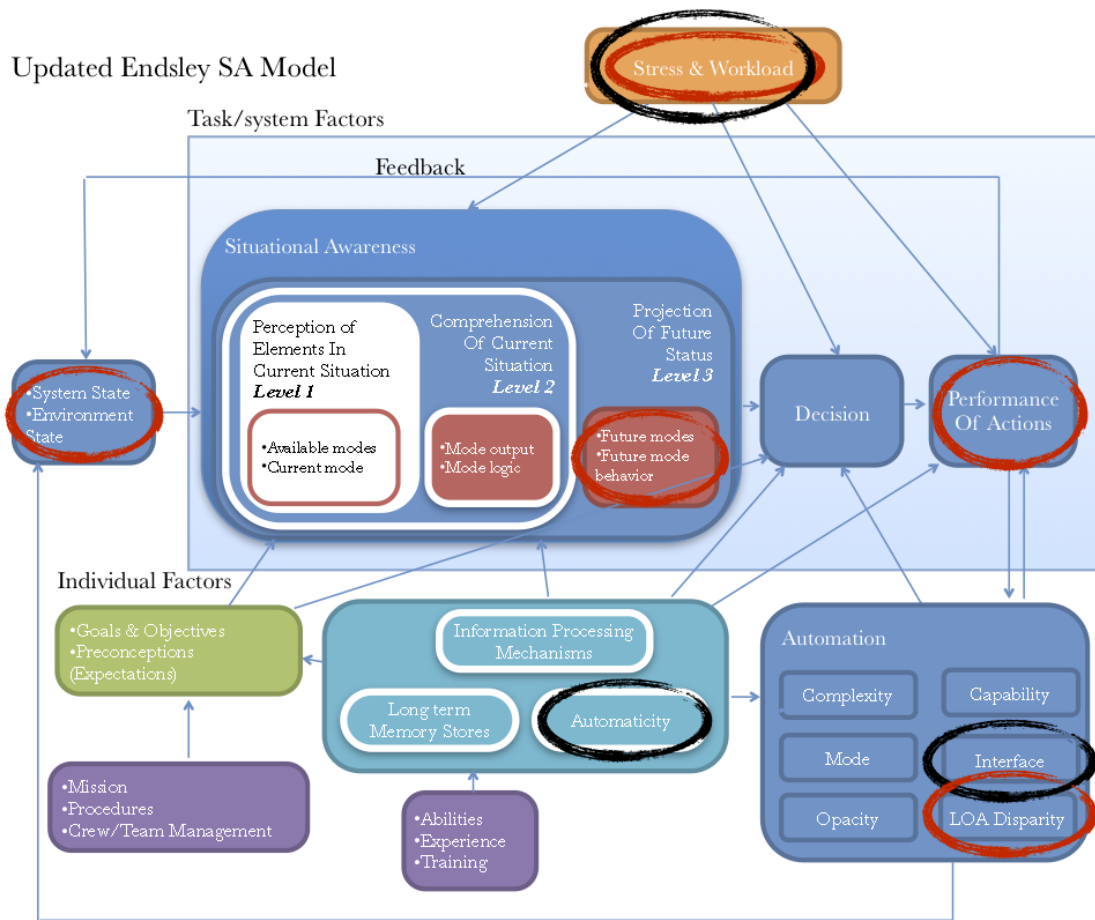 Updated Endsley SA Model
Stress & Workload
Task/system Factors
Feedback
Situational Awareness
Perception of
Elements In
Current Situation
Level 1
•Available modes
•Current mode
Comprehension
Of Current
Situation
Level 2
•Mode output
•Mode logic
Projection
Of Future
Status
Level 3
•Future modes
•Future mode
behavior
•System State
•Environment
State
Decision
Performance
Of Actions
Individual Factors
•Goals & Objectives
•Preconceptions
(Expectations)
Information Processing
Mechanisms
Long term
Memory Stores
Automaticity
Automation
Complexity
Capability
Mode
Interface
Opacity
LOA Disparity
•Mission
•Procedures
•Crew/Team Management
•Abilities
•Experience
•Training